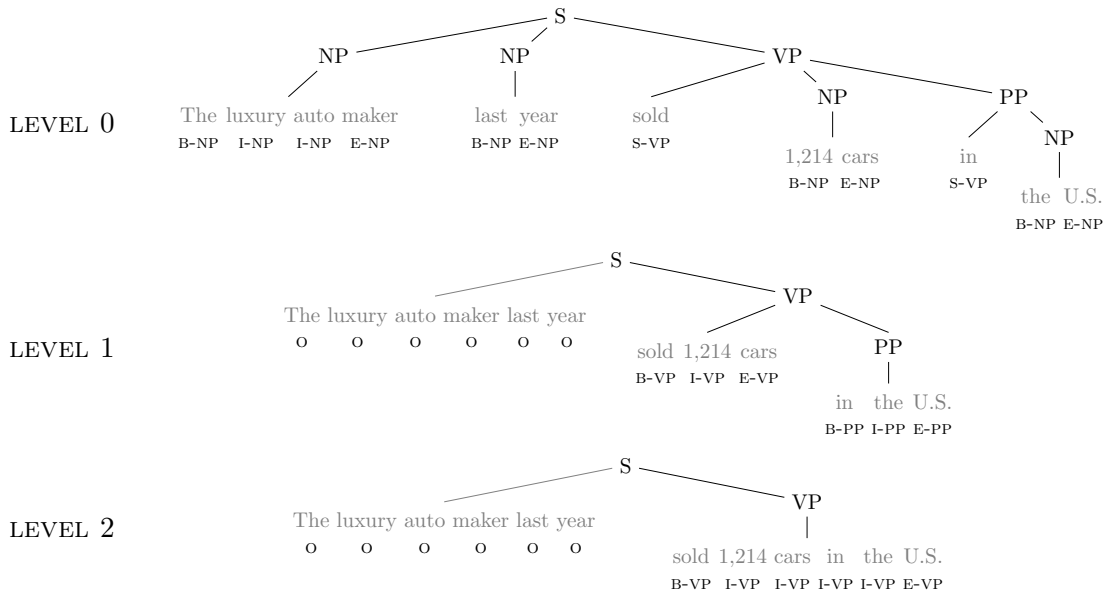 S
NP NP VP
LEVEL 0 The luxury auto maker last year sold NP PP
B-NP I-NP I-NP E-NP B-NP E-NP S-VP
1,214 cars in NP
B-NP E-NP S-VP
the U.S.
B-NP E-NP
S
VP
The luxury auto maker last year
LEVEL 1 O O O O O O sold 1,214 cars PP
B-VP I-VP E-VP
in the U.S.
B-PP I-PP E-PP
S
VP
LEVEL 2 The luxury auto maker last year
O O O O O O
sold 1,214 cars in the U.S.
B-VP I-VP I-VP I-VP I-VP E-VP